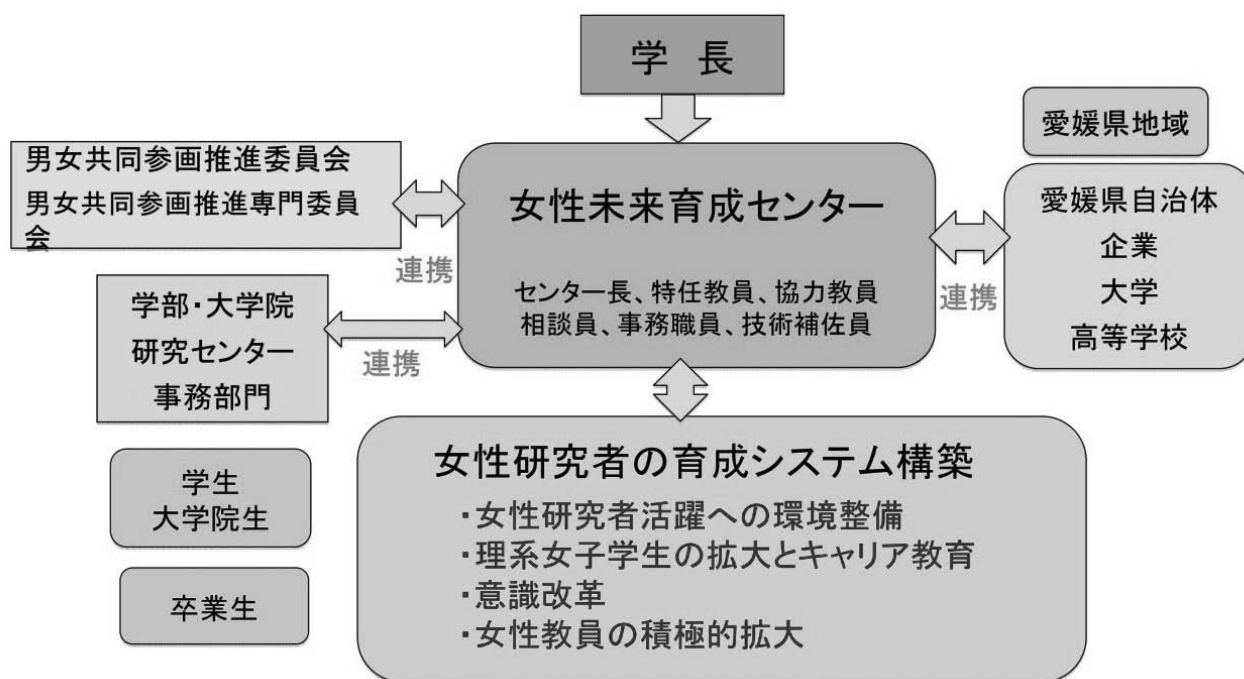 学 長
男女共同参画推進委員会
男女共同参画推進専門委員
会
連携
学部・大学院
研究センター
事務部門
連携
学生
大学院生
卒業生
女性未来育成センター
センター長、特任教員、協力教員
相談員、事務職員、技術補佐員
連携
愛媛県地域
愛媛県自治体
企業
大学
高等学校
女性研究者の育成システム構築
・女性研究者活躍への環境整備
・理系女子学生の拡大とキャリア教育
・意識改革
・女性教員の積極的拡大